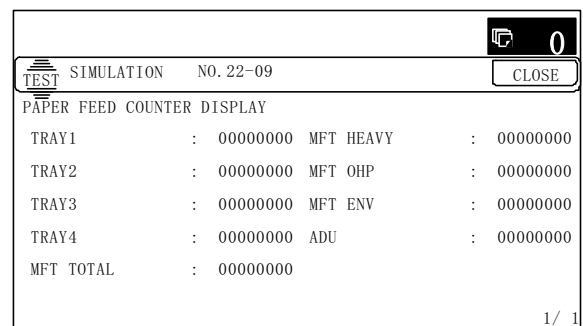 0
TEST SIMULATION NO. 22-09 CLOSE
PAPER FEED COUNTER DISPLAY
TRAY1 : 00000000 MFT HEAVY : 00000000
TRAY2 : 00000000 MFT OHP : 00000000
TRAY3 : 00000000 MFT ENV : 00000000
TRAY4 : 00000000 ADU : 00000000
MFT TOTAL : 00000000
1/ 1